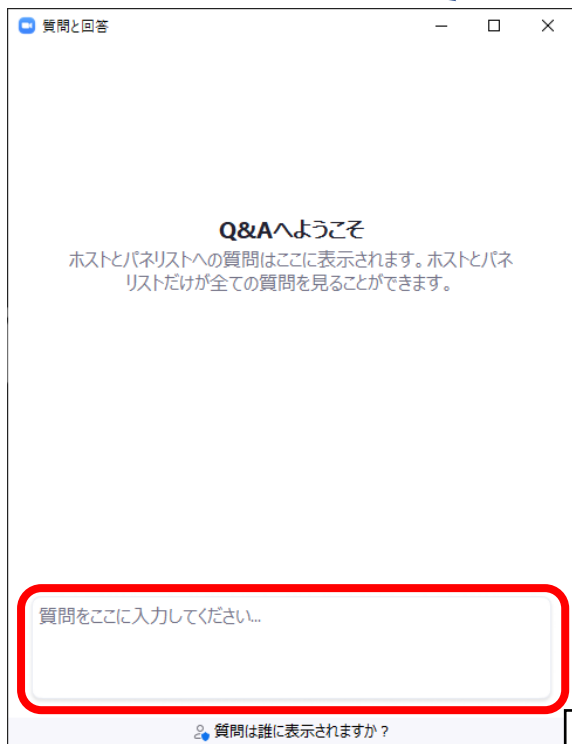 質問と回答
Q&Aへようこそ
ホストとパネリストへの質問はここに表示されます。ホストとパネ
リストだけが全ての質問を見ることができます。
質問をここに入力してください...
質問は誰に表示されますか？